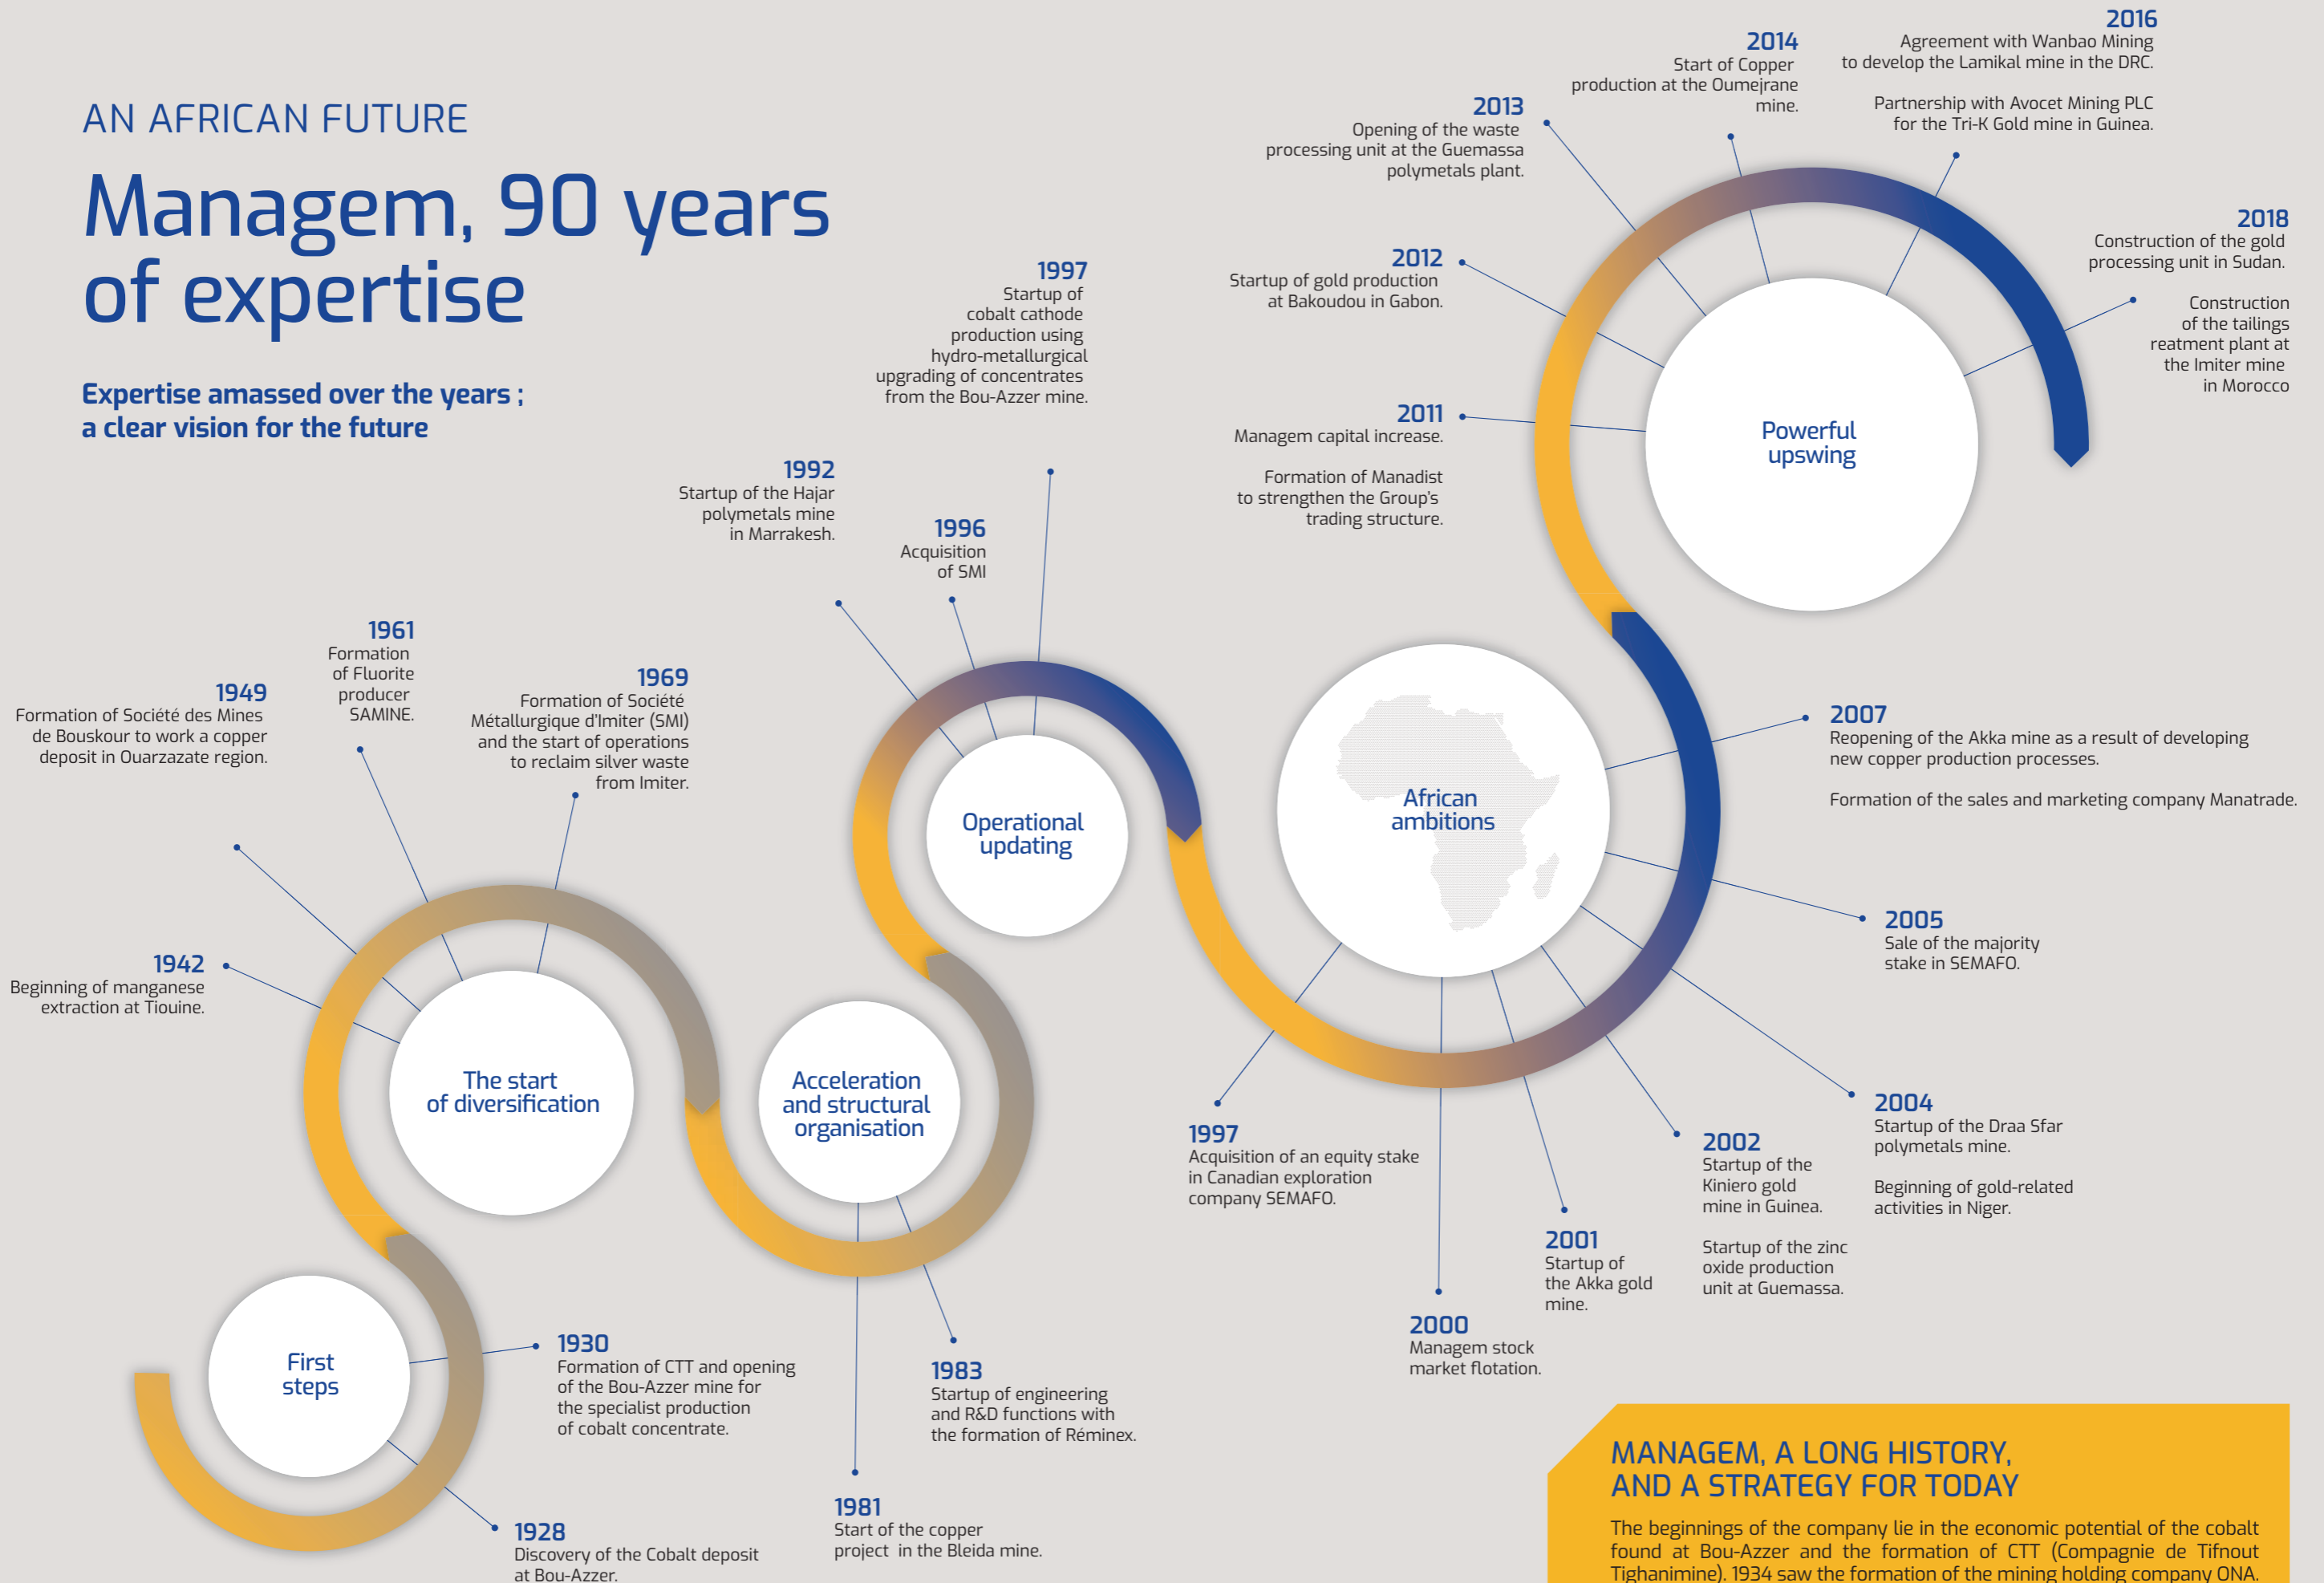 AN AFRICAN FUTURE
Managem, 90 years
of expertise
Expertise amassed over the years ;
a clear vision for the future
First
steps
1928
Discovery of the Cobalt deposit
at Bou-Azzer.
1930
Formation of CTT and opening
of the Bou-Azzer mine for
the specialist production
of cobalt concentrate.
The start
of diversification
1942
Beginning of manganese
extraction at Tiouine.
1949
Formation of Société des Mines
de Bouskour to work a copper
deposit in Ouarzazate region.
1961
Formation
of Fluorite
producer
SAMINE.
1969
Formation of Société
Métallurgique d'Imiter (SMI)
and the start of operations
to reclaim silver waste
from Imiter.
Acceleration
and structural
organisation
1981
Start of the copper
project in the Bleida mine.
1983
Startup of engineering
and R&D functions with
the formation of Réminex.
Operational
updating
1992
Startup of the Hajar
polymetals mine
in Marrakesh.
1996
Acquisition
of SMI
1997
Startup of
cobalt cathode
production using
hydro-metallurgical
upgrading of concentrates
from the Bou-Azzer mine.
African
ambitions
1997
Acquisition of an equity stake
in Canadian exploration
company SEMAFO.
2000
Managem stock
market flotation.
2001
Startup of
the Akka gold
mine.
2002
Startup of the
Kiniero gold
mine in Guinea.
Startup of the zinc
oxide production
unit at Guemassa.
2004
Startup of the Draa Sfar
polymetals mine.
Beginning of gold-related
activities in Niger.
2005
Sale of the majority
stake in SEMAFO.
2007
Reopening of the Akka mine as a result of developing
new copper production processes.
Formation of the sales and marketing company Manatrade.
Powerful
upswing
2011
Managem capital increase.
Formation of Manadist
to strengthen the Group's
trading structure.
2012
Startup of gold production
at Bakoudou in Gabon.
2013
Opening of the waste
processing unit at the Guemassa
polymetals plant.
2014
Start of Copper
production at the Oumejrane
mine.
2016
Agreement with Wanbao Mining
to develop the Lamikal mine in the DRC.
Partnership with Avocet Mining PLC
for the Tri-K Gold mine in Guinea.
2018
Construction of the gold
processing unit in Sudan.
Construction
of the tailings
reatment plant at
the Imiter mine
in Morocco
MANAGEM, A LONG HISTORY,
AND A STRATEGY FOR TODAY
The beginnings of the company lie in the economic potential of the cobalt
found at Bou-Azzer and the formation of CTT (Compagnie de Tifnout
Tighanimine). 1934 saw the formation of the mining holding company ONA.